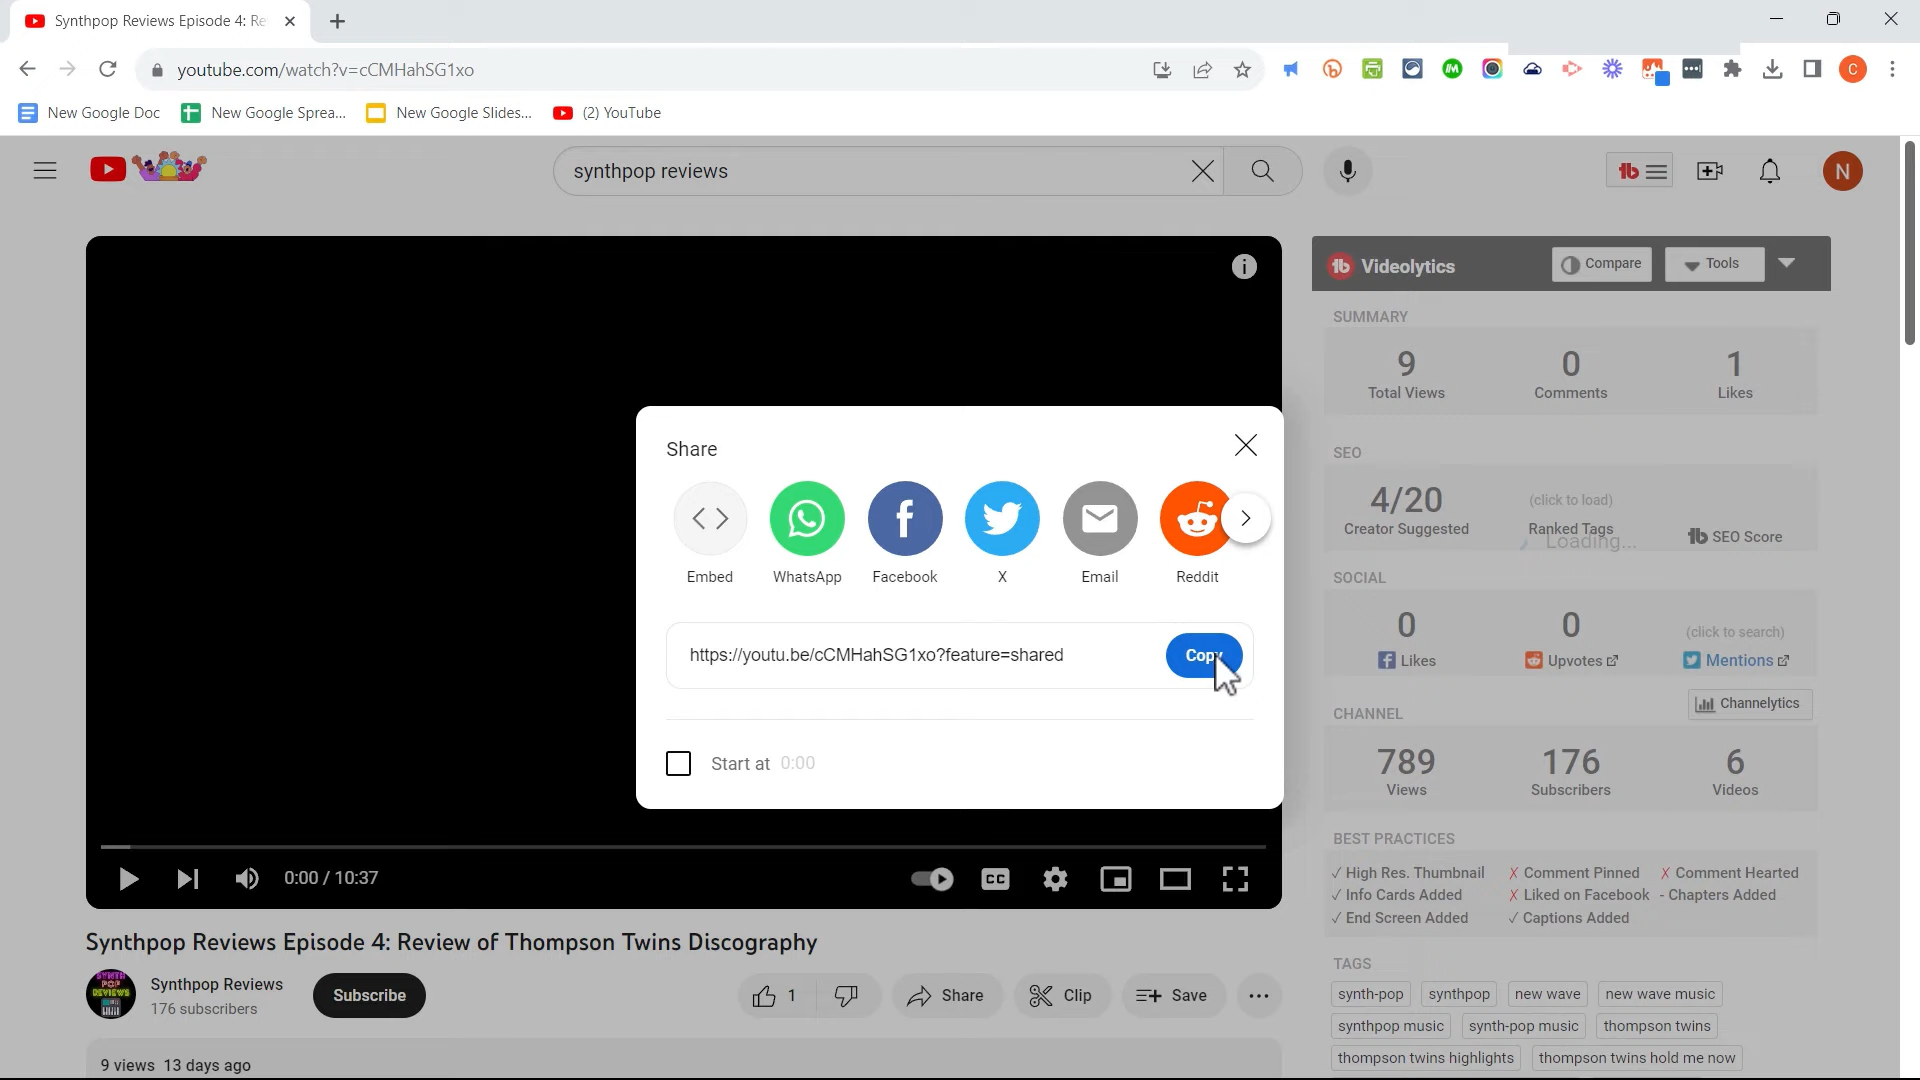 Synthpop Reviews Episode 4: Re
youtube.com/watch?v=cCMHahSG1xo
C
New Google Doc
New Google Sprea...
New Google Slides...
(2) YouTube
synthpop reviews
tb
N
i
tb Videolytics
Compare
Tools
SUMMARY
9 0 1
Total Views Comments Likes
SEO
4/20 (click to load)
Creator Suggested Ranked Tags tb SEO Score
Loading...
SOCIAL
0 0 (click to search)
Likes Upvotes Mentions
CHANNEL
Channelytics
789 176 6
Views Subscribers Videos
BEST PRACTICES
✓ High Res. Thumbnail X Comment Pinned X Comment Hearted
✓ Info Cards Added X Liked on Facebook - Chapters Added
✓ End Screen Added ✓ Captions Added
TAGS
synth-pop synthpop new wave new wave music
synthpop music synth-pop music thompson twins
thompson twins highlights thompson twins hold me now
Share
Embed WhatsApp Facebook X Email Reddit
https://youtu.be/cCMHahSG1xo?feature=shared
Copy
Start at 0:00
0:00 / 10:37
CC
Synthpop Reviews Episode 4: Review of Thompson Twins Discography
SYNTH
POP
REVIEWS
Synthpop Reviews
176 subscribers
Subscribe
1
Share
Clip
Save
9 views 13 days ago